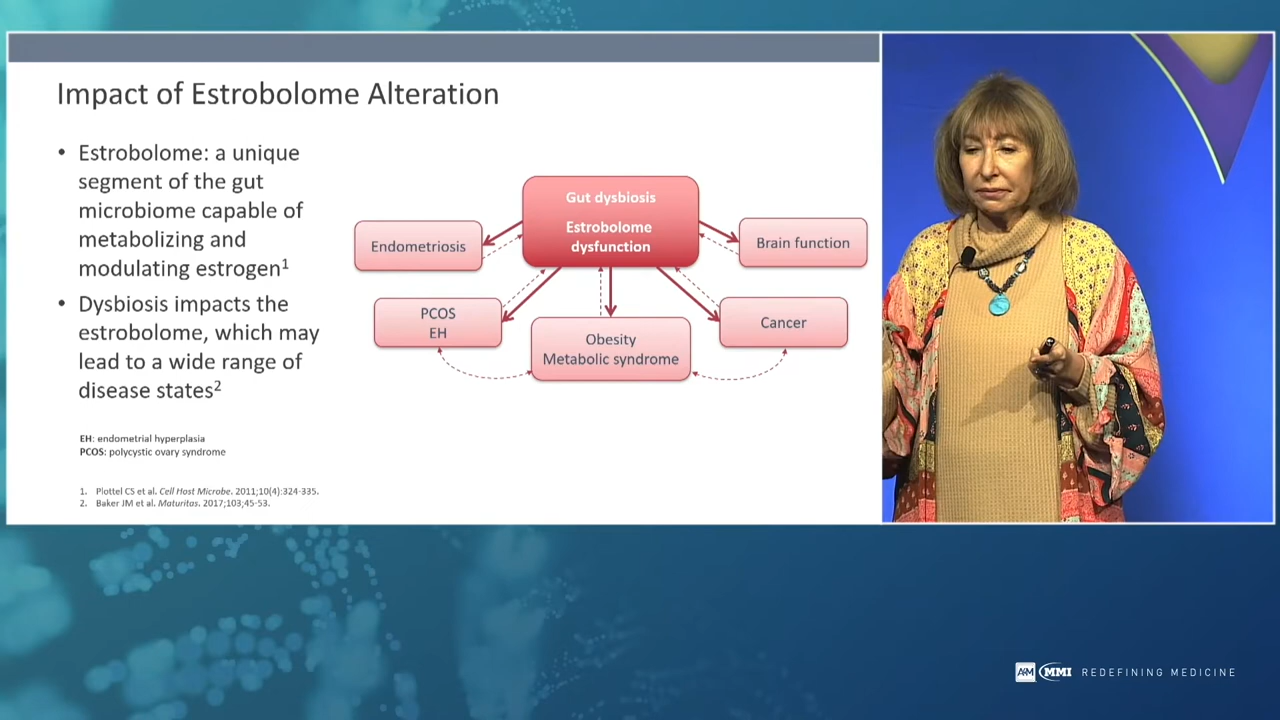 Impact of Estrobolome Alteration
• Estrobolome: a unique
segment of the gut
microbiome capable of
metabolizing and
modulating estrogen1
• Dysbiosis impacts the
estrobolome, which may
lead to a wide range of
disease states2
EH: endometrial hyperplasia
PCOS: polycystic ovary syndrome
1. Plottel CS et al. Cell Host Microbe. 2011;10(4):324-335.
2. Baker JM et al. Maturitas. 2017;103;45-53.
Gut dysbiosis
Estrobolome
dysfunction
Endometriosis
Brain function
PCOS
EH
Obesity
Metabolic syndrome
Cancer
A4M MMI REDEFINING MEDICINE